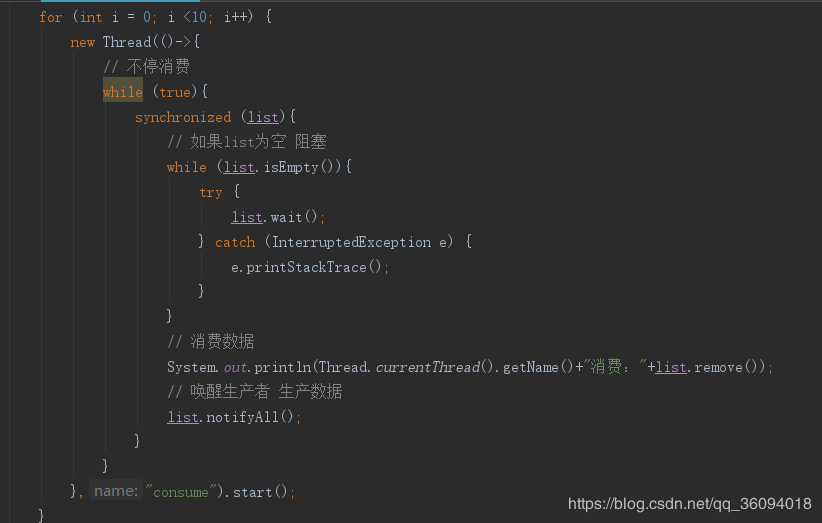 for (int i = 0; i <10; i++) {
new Thread(()->{
// 不停消费
while (true){
synchronized (list){
// 如果list为空 阻塞
while (list.isEmpty()){
try {
list.wait();
} catch (InterruptedException e) {
e.printStackTrace();
}
}
// 消费数据
System.out.println(Thread.currentThread().getName()+"消费："+list.remove());
// 唤醒生产者 生产数据
list.notifyAll();
}
}
}, name: "consume").start();
}
https://blog.csdn.net/qq_36094018